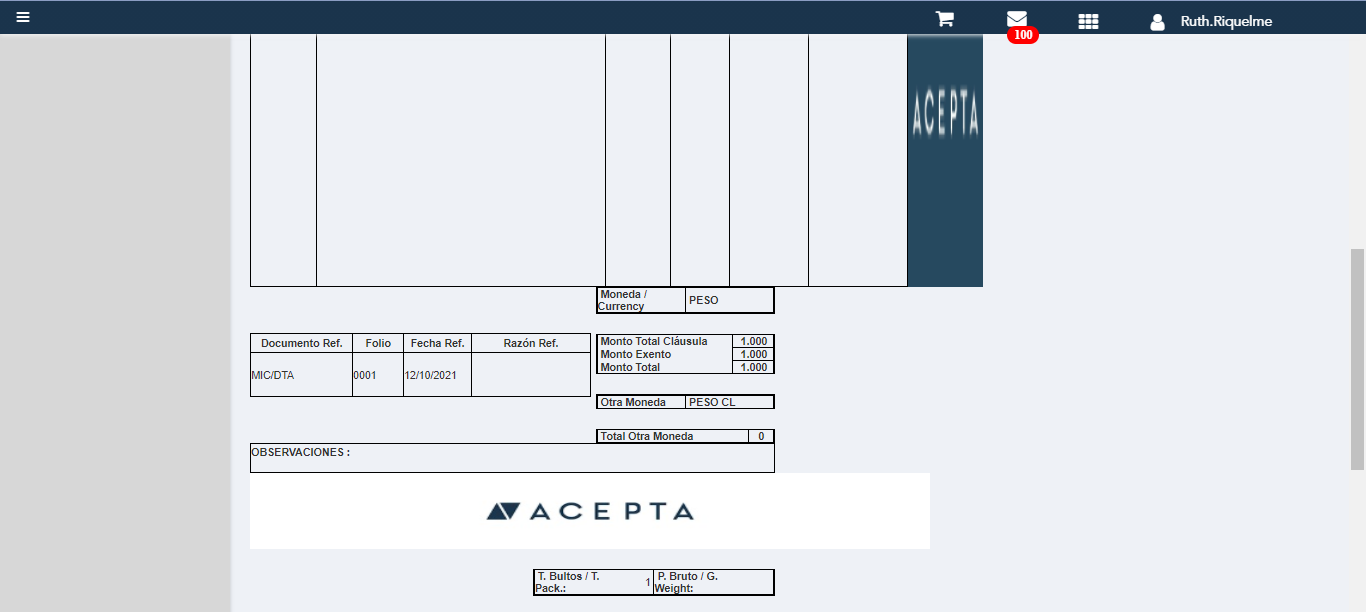 Ruth.Riquelme
100
ACEPTA
Moneda /
Currency
PESO
Documento Ref. Folio Fecha Ref. Razón Ref.
MIC/DTA 0001 12/10/2021
Monto Total Cláusula 1.000
Monto Exento 1.000
Monto Total 1.000
Otra Moneda PESO CL
Total Otra Moneda 0
OBSERVACIONES :
ACEPTA
T. Bultos / T.
Pack.:
1
P. Bruto / G.
Weight: